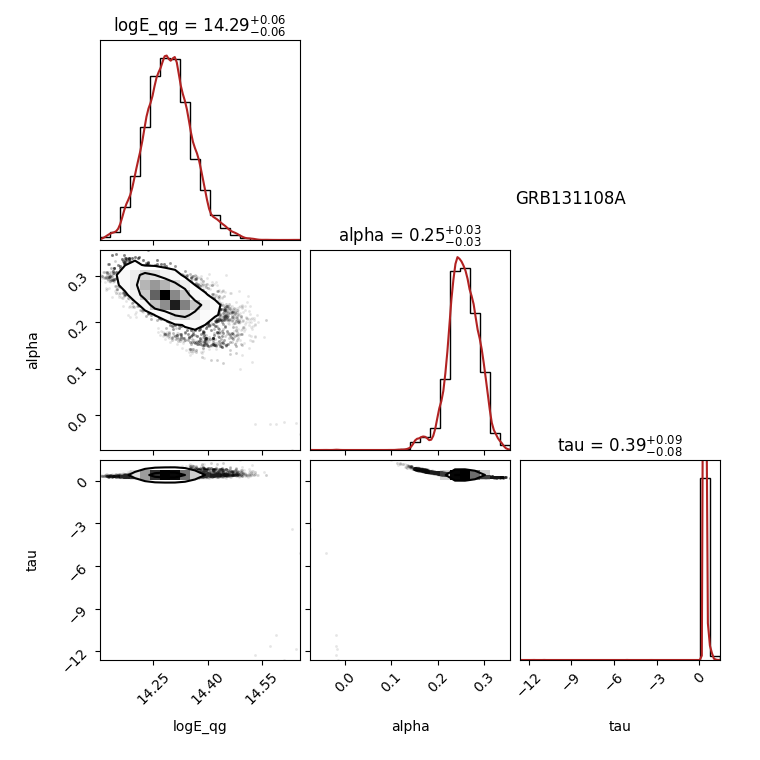 logE_qg = 14.29+0.06−0.06
GRB131108A
alpha = 0.25+0.03−0.03
0.3
0.2
0.1
0.0
alpha
tau = 0.39+0.09−0.08
0
−3
−6
−9
−12
tau
14.25 14.40 14.55
0.0 0.1 0.2 0.3
−12 −9 −6 −3 0
logE_qg alpha tau